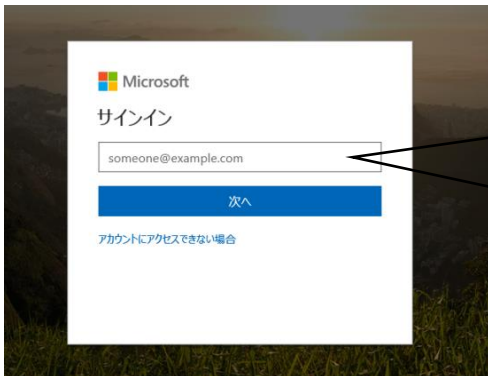 Microsoft
サインイン
someone@example.com
次へ
アカウントにアクセスできない場合